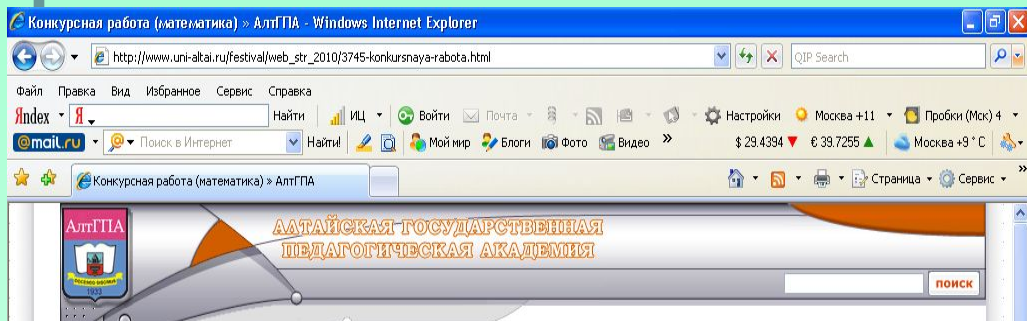 Конкурсная работа (математика) » АлтГПА - Windows Internet Explorer
http://www.uni-altai.ru/festival/web_str_2010/3745-konkursnaya-rabota.html QIP Search
Файл Правка Вид Избранное Сервис Справка
Яndex Я Найти ИЦ Войти Почта Настройки Москва +11 Пробки (Мск) 4
@mail.ru Поиск в Интернет Найти! Мой мир Блоги Фото Видео » $ 29.4394 ▼ € 39.7255 ▲ Москва +9 °C
Конкурсная работа (математика) » АлтГПА Страница Сервис »
АлтГПА АЛТАЙСКАЯ ГОСУДАРСТВЕННАЯ
ПЕДАГОГИЧЕСКАЯ АКАДЕМИЯ
ПОИСК
1933